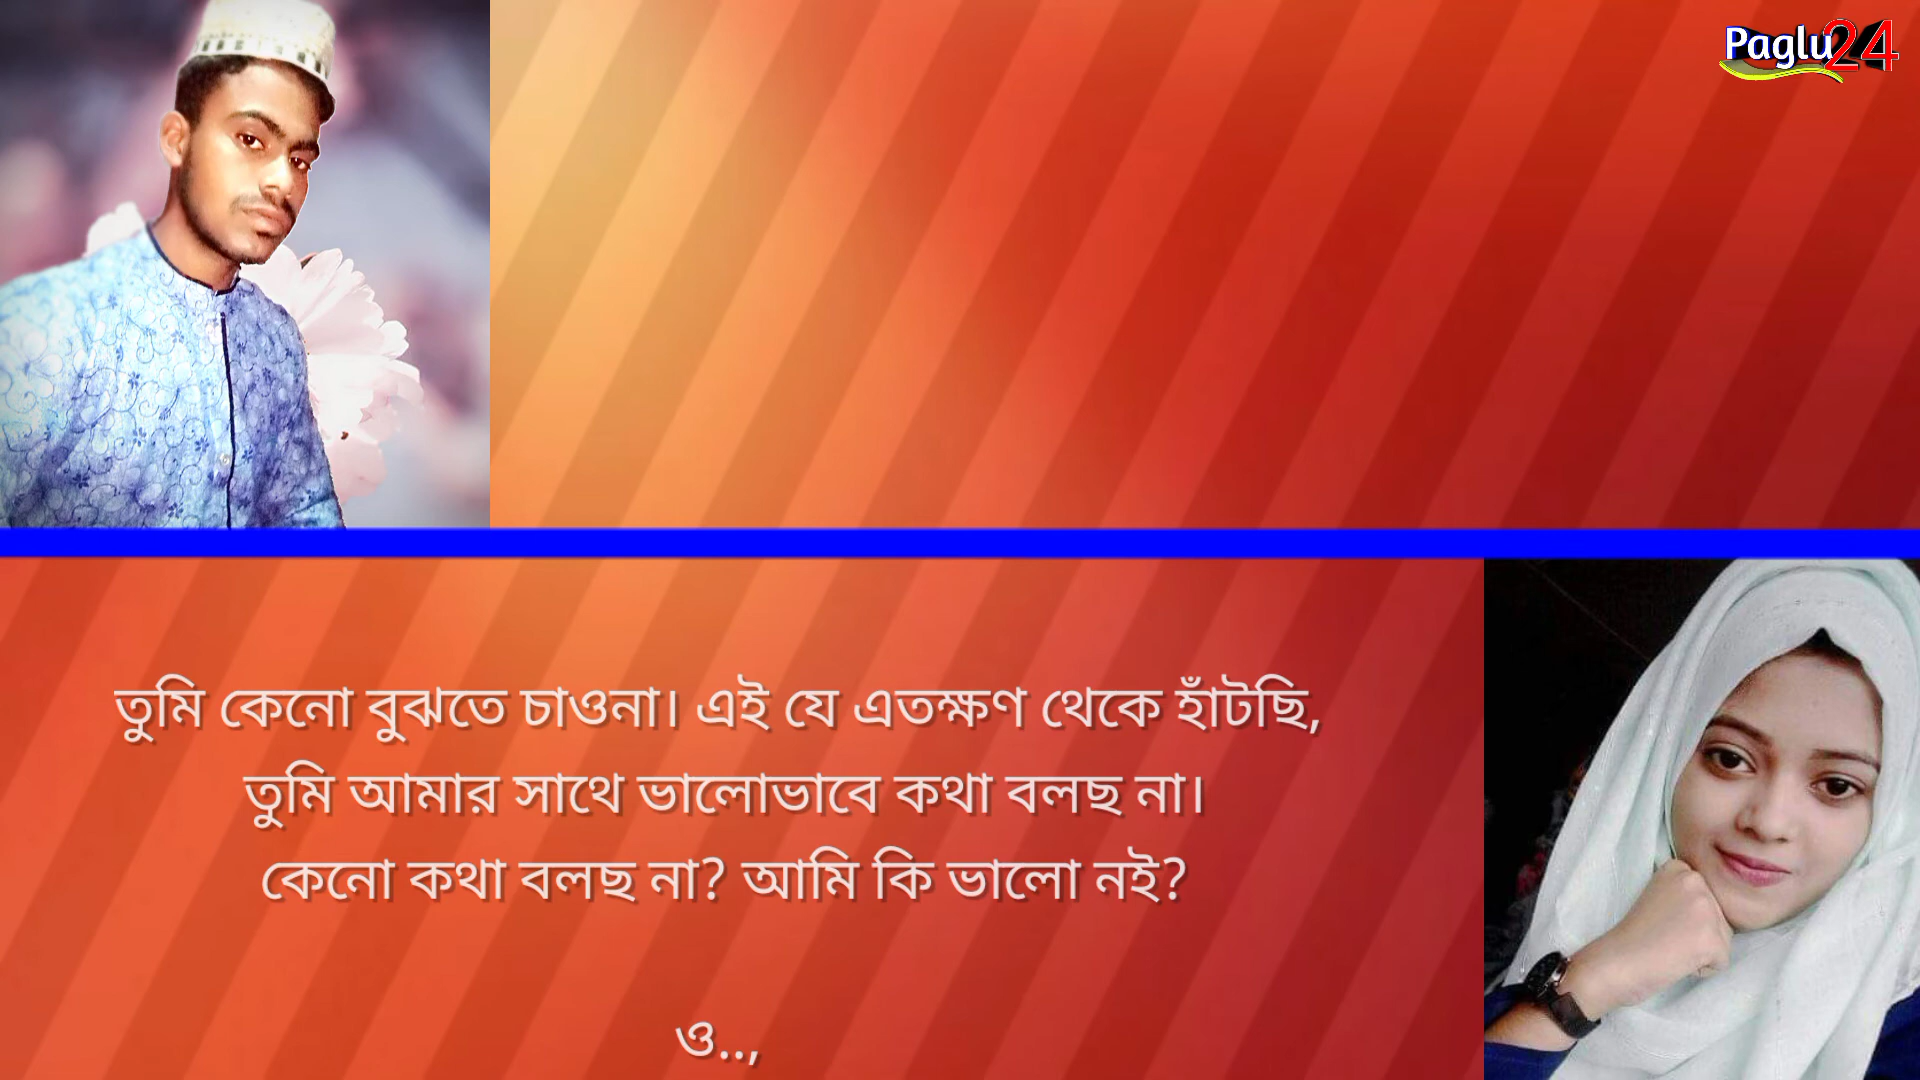 Paglu24
তুমি কেনো বুঝতে চাওনা। এই যে এতক্ষণ থেকে হাঁটছি,
তুমি আমার সাথে ভালোভাবে কথা বলছ না।
কেনো কথা বলছ না? আমি কি ভালো নই?
ও..,